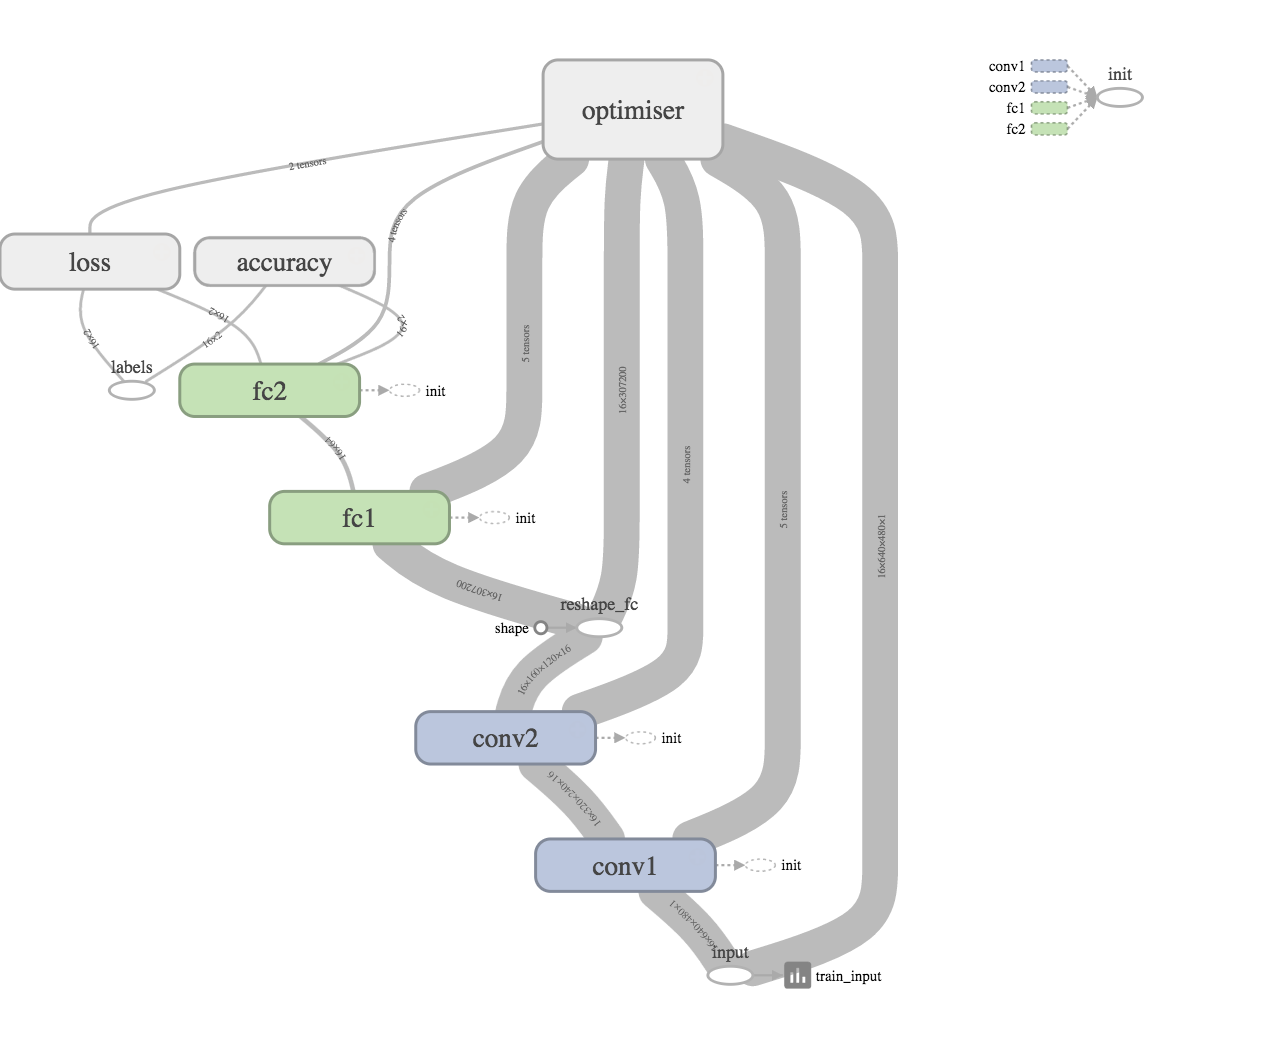 optimiser
conv1
conv2
fc1
fc2
init
2 tensors
4 tensors
loss
accuracy
16×2
16×2
16×2
16×2
labels
fc2
init
5 tensors
16×307200
4 tensors
5 tensors
16×640×480×1
16×64
fc1
init
16×307200
reshape_fc
shape
16×160×120×16
conv2
init
16×320×240×16
conv1
init
16×640×480×1
input
train_input